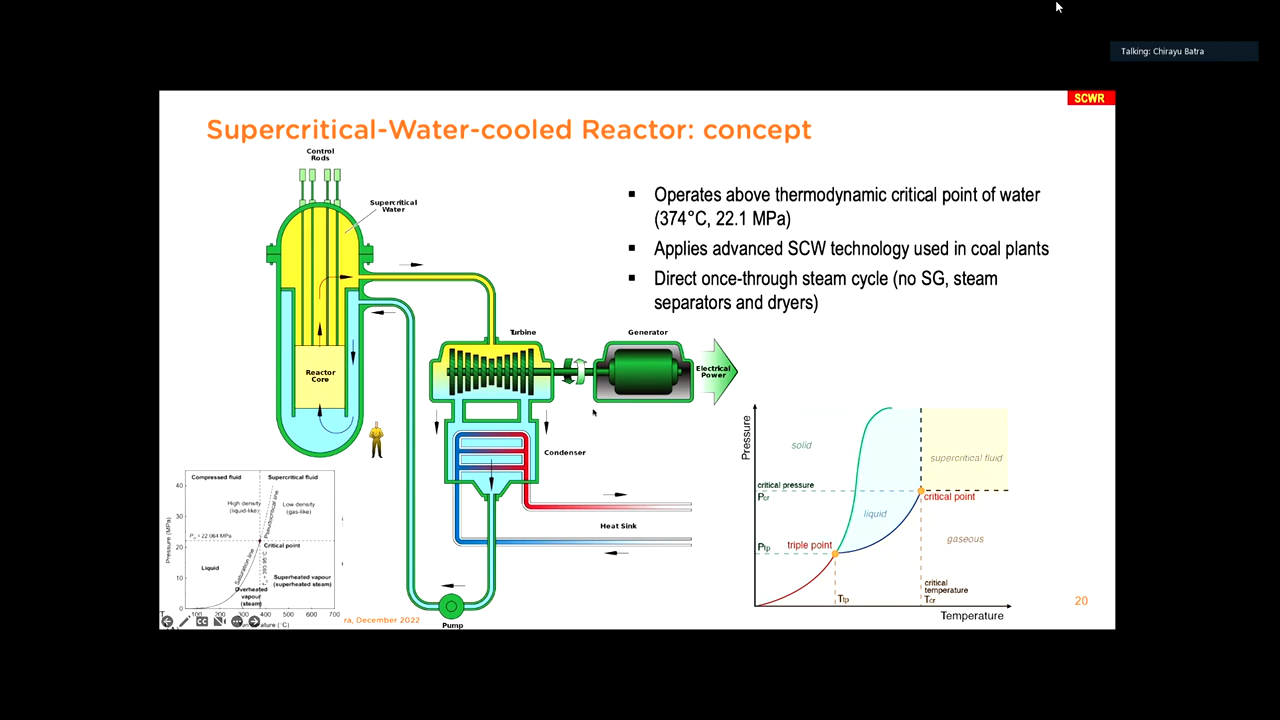 Talking: Chirayu Batra
SCWR
Supercritical-Water-cooled Reactor: concept
Control
Rods
Supercritical
Water
Reactor
Core
Turbine
Generator
Electrical
Power
Condenser
Heat Sink
Pump
▪ Operates above thermodynamic critical point of water
(374°C, 22.1 MPa)
▪ Applies advanced SCW technology used in coal plants
▪ Direct once-through steam cycle (no SG, steam
separators and dryers)
Compressed fluid
Supercritical fluid
High density
(liquid-like)
Low density
(gas-like)
Pseudocritical line
Critical point
Liquid
Saturation line
Superheated vapour
(superheated steam)
Overheated
vapour
(steam)
Pressure (MPa)
40
30
20
10
0
100
200
300
400
500
600
700
ra, December 2022
Pressure
solid
supercritical fluid
critical pressure
Pcr
critical point
liquid
triple point
Ptp
gaseous
critical
temperature
Ttp
Tcr
Temperature
20